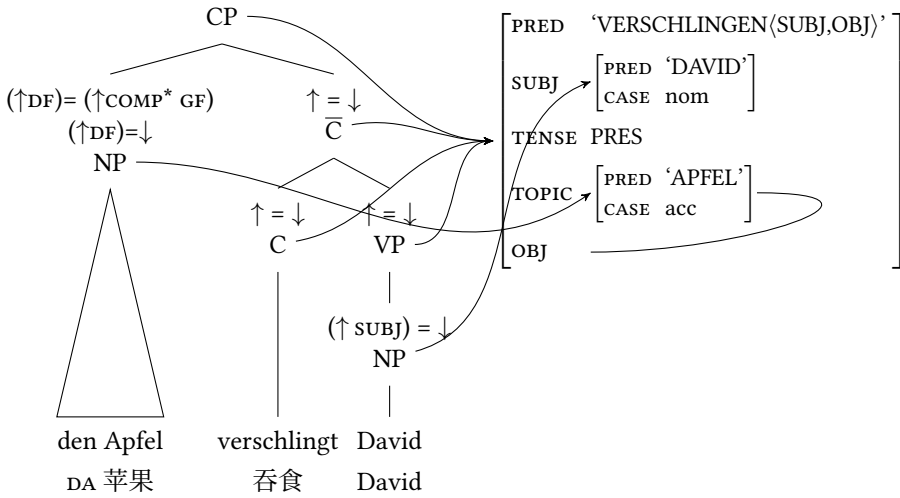 CP
PRED ‘VERSCHLINGEN⟨SUBJ,OBJ⟩’
SUBJ PRED ‘DAVID’
CASE nom
(↑DF)= (↑COMP* GF) ↑ = ↓
(↑DF)=↓ C̅
TENSE PRES
NP
TOPIC PRED ‘APFEL’
CASE acc
↑ = ↓ ↑ = ↓
C VP
OBJ
(↑ SUBJ) = ↓
NP
den Apfel verschlingt David
DA 苹果 吞食 David